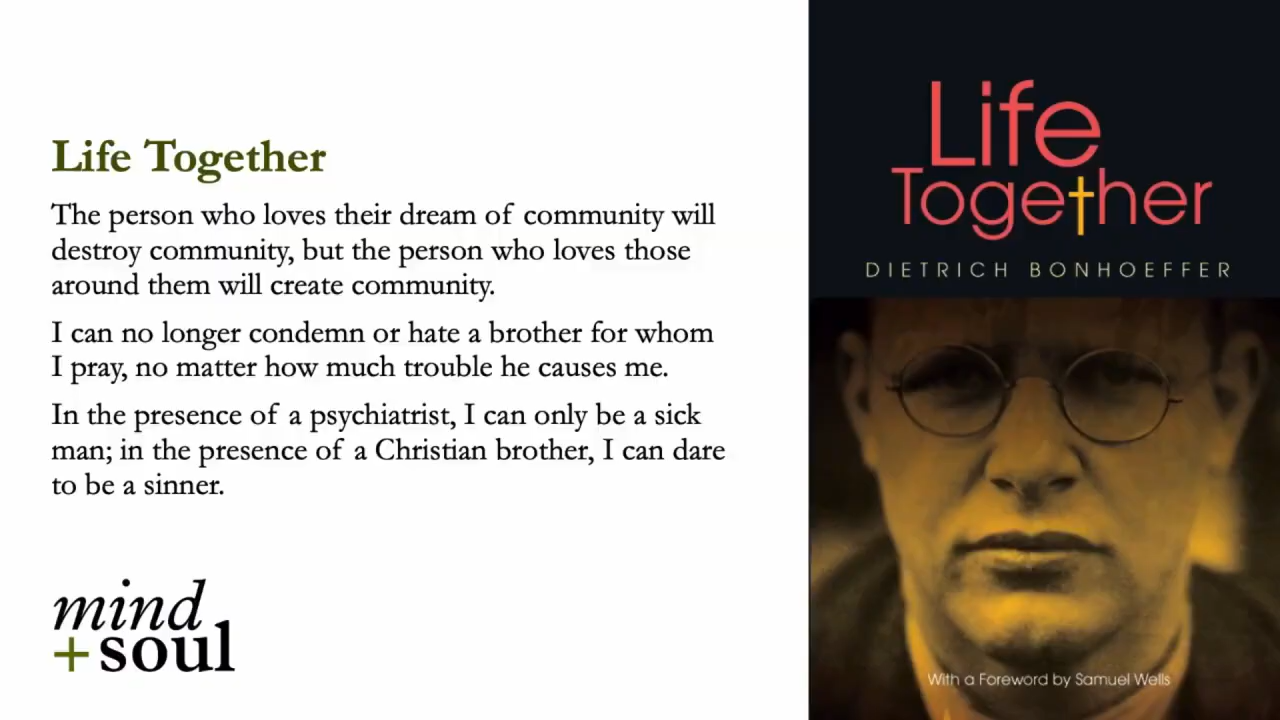 Life Together
The person who loves their dream of community will
destroy community, but the person who loves those
around them will create community.
I can no longer condemn or hate a brother for whom
I pray, no matter how much trouble he causes me.
In the presence of a psychiatrist, I can only be a sick
man; in the presence of a Christian brother, I can dare
to be a sinner.
mind
+soul
Life
Together
DIETRICH BONHOEFFER
With a Foreword by Samuel Wells